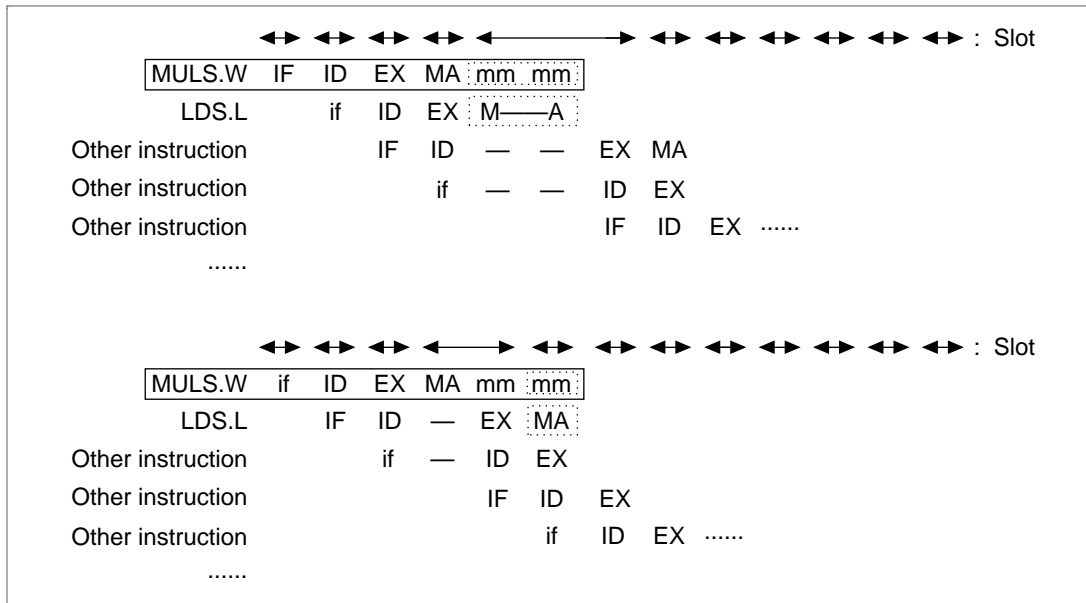 : Slot
MULS.W IF ID EX MA mm mm
LDS.L if ID EX M——A
Other instruction IF ID — — EX MA
Other instruction if — — ID EX
Other instruction IF ID EX ······
······
: Slot
MULS.W if ID EX MA mm mm
LDS.L IF ID — EX MA
Other instruction if — ID EX
Other instruction IF ID EX
Other instruction if ID EX ······
······